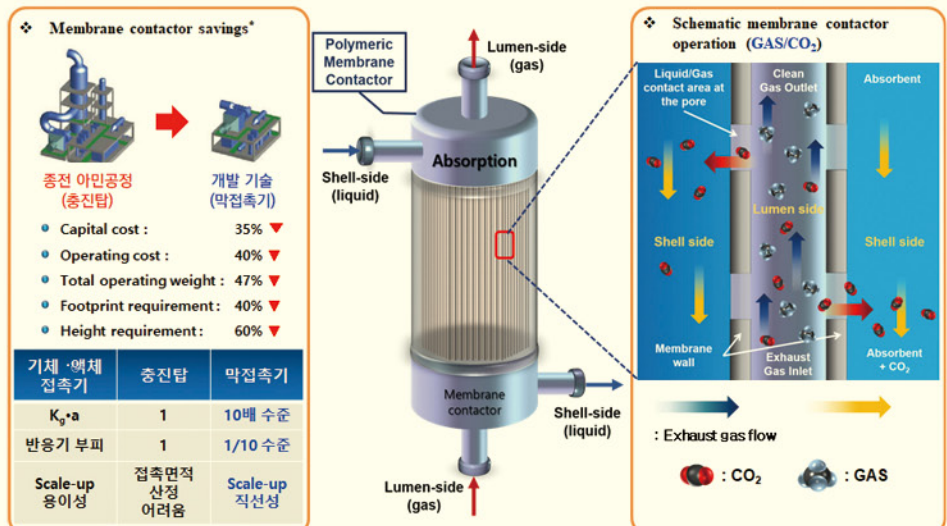 ❖ Membrane contactor savings*
종전 아민공정
(충진탑)
개발 기술
(막접촉기)
Capital cost : 35% ▼
Operating cost : 40% ▼
Total operating weight : 47% ▼
Footprint requirement : 40% ▼
Height requirement : 60% ▼
기체 ·액체
접촉기
충진탑
막접촉기
Kg•a 1 10배 수준
반응기 부피 1 1/10 수준
Scale-up
용이성
접촉면적
산정
어려움
Scale-up
직선성
Polymeric
Membrane
Contactor
Lumen-side
(gas)
Absorption
Shell-side
(liquid)
Membrane
contactor
Shell-side
(liquid)
Lumen-side
(gas)
❖ Schematic membrane contactor
operation (GAS/CO2)
Liquid/Gas
contact area at
the pore
Clean
Gas Outlet
Absorbent
Lumen side
Shell side
Shell side
Membrane
wall
Exhaust
Gas Inlet
Absorbent
+ CO2
: Exhaust gas flow
: CO2
: GAS